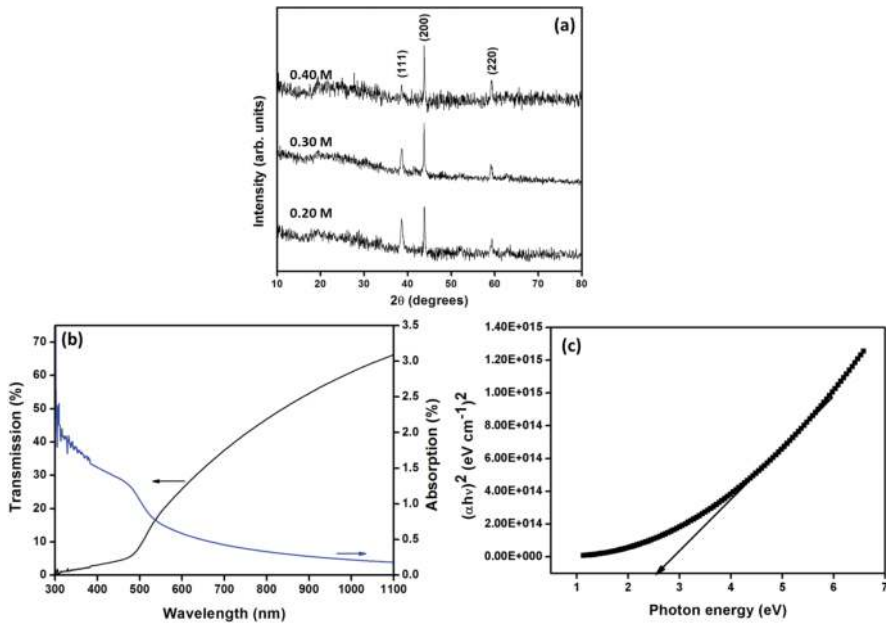 (a)
(111)
(200)
(220)
0.40 M
0.30 M
0.20 M
Intensity (arb. units)
10 20 30 40 50 60 70 80
2θ (degrees)
(b)
70
60
50
40
30
20
10
0
Transmission (%)
3.5
3.0
2.5
2.0
1.5
1.0
0.5
0.0
Absorption (%)
300 400 500 600 700 800 900 1000 1100
Wavelength (nm)
(c)
1.40E+015
1.20E+015
1.00E+015
8.00E+014
6.00E+014
4.00E+014
2.00E+014
0.00E+000
(αhν)² (eV cm⁻¹)²
1 2 3 4 5 6 7
Photon energy (eV)